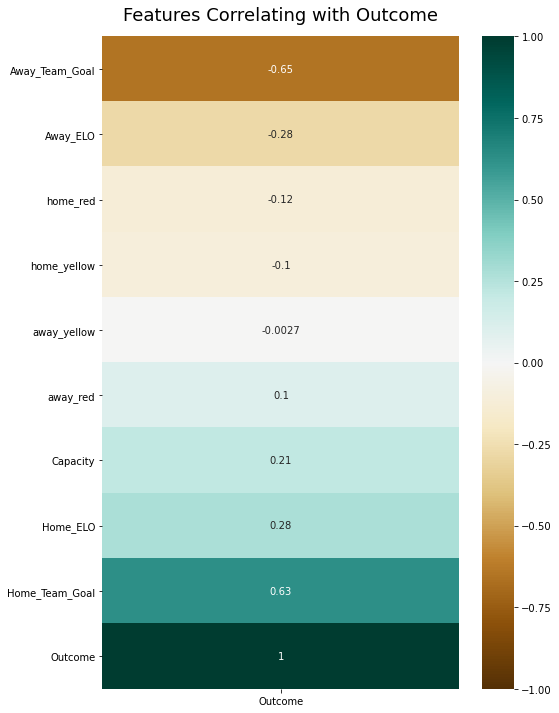 Features Correlating with Outcome
Away_Team_Goal
-0.65
Away_ELO
-0.28
home_red
-0.12
home_yellow
-0.1
away_yellow
-0.0027
away_red
0.1
Capacity
0.21
Home_ELO
0.28
Home_Team_Goal
0.63
Outcome
1
Outcome
1.00
0.75
0.50
0.25
0.00
−0.25
−0.50
−0.75
−1.00